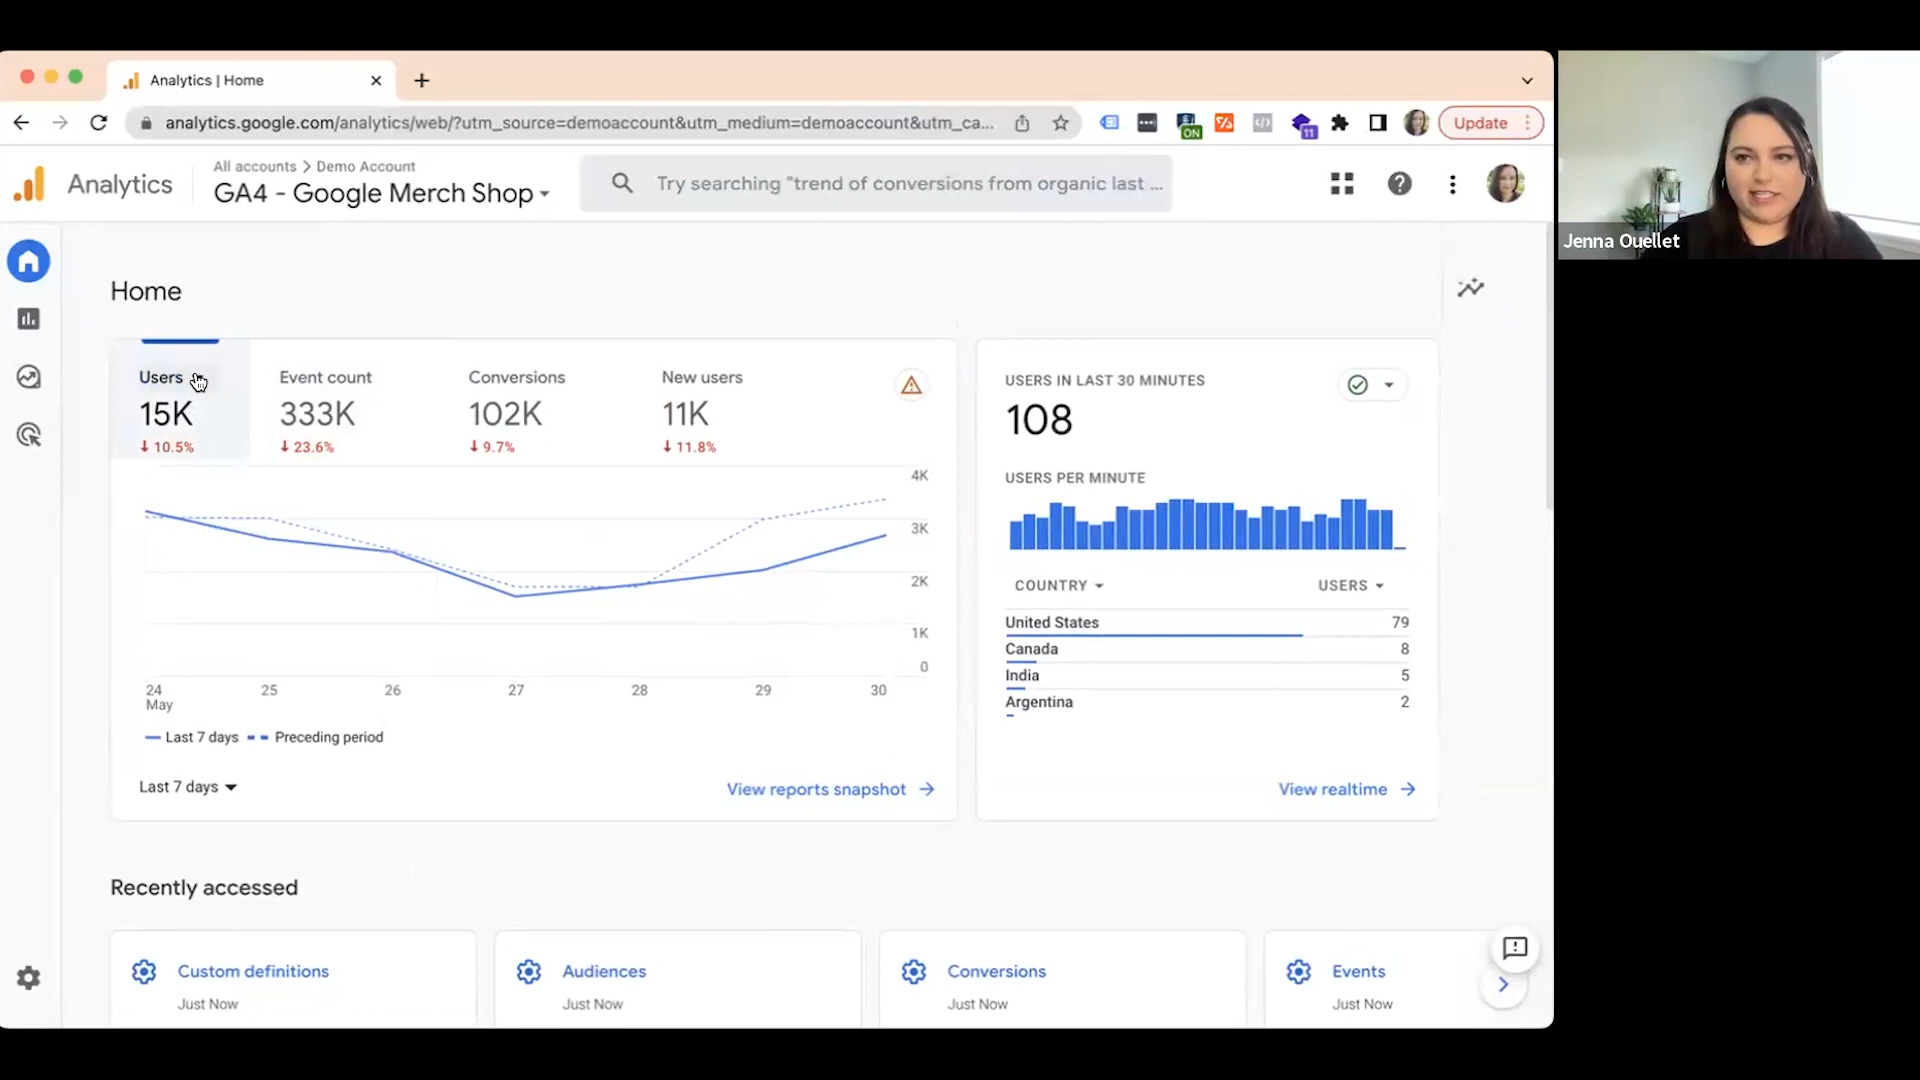 Analytics | Home
analytics.google.com/analytics/web/?utm_source=demoaccount&utm_medium=demoaccount&utm_ca...
ON
11
Update
Analytics
All accounts > Demo Account
GA4 - Google Merch Shop
Try searching "trend of conversions from organic last ...
Jenna Ouellet
Home
Users
15K
10.5%
Event count
333K
23.6%
Conversions
102K
9.7%
New users
11K
11.8%
4K
3K
2K
1K
0
24 25 26 27 28 29 30
May
Last 7 days Preceding period
Last 7 days
View reports snapshot
USERS IN LAST 30 MINUTES
108
USERS PER MINUTE
COUNTRY USERS
United States 79
Canada 8
India 5
Argentina 2
View realtime
Recently accessed
Custom definitions
Just Now
Audiences
Just Now
Conversions
Just Now
Events
Just Now